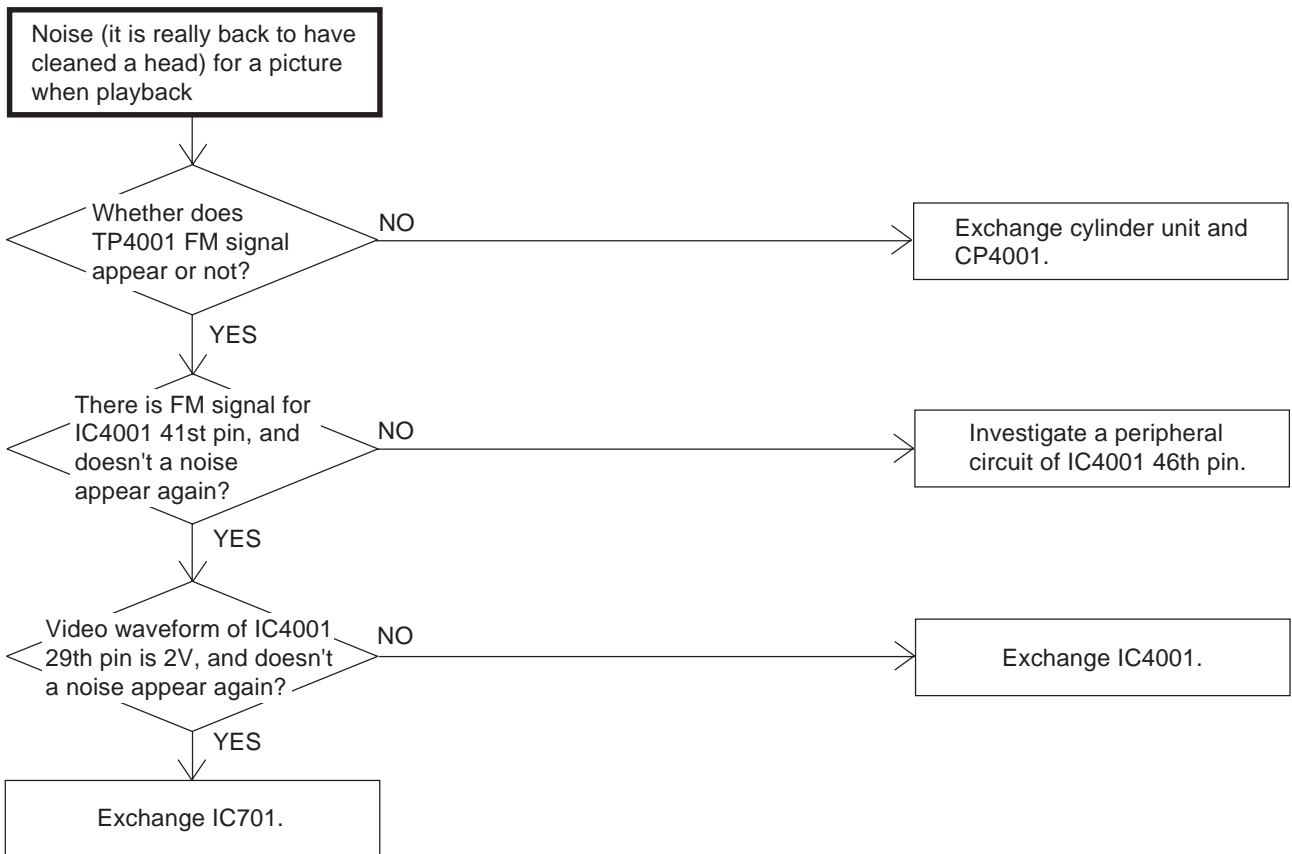 Noise (it is really back to have
cleaned a head) for a picture
when playback
Whether does
TP4001 FM signal
appear or not?
NO
Exchange cylinder unit and
CP4001.
YES
There is FM signal for
IC4001 41st pin, and
doesn't a noise
appear again?
NO
Investigate a peripheral
circuit of IC4001 46th pin.
YES
Video waveform of IC4001
29th pin is 2V, and doesn't
a noise appear again?
NO
Exchange IC4001.
YES
Exchange IC701.